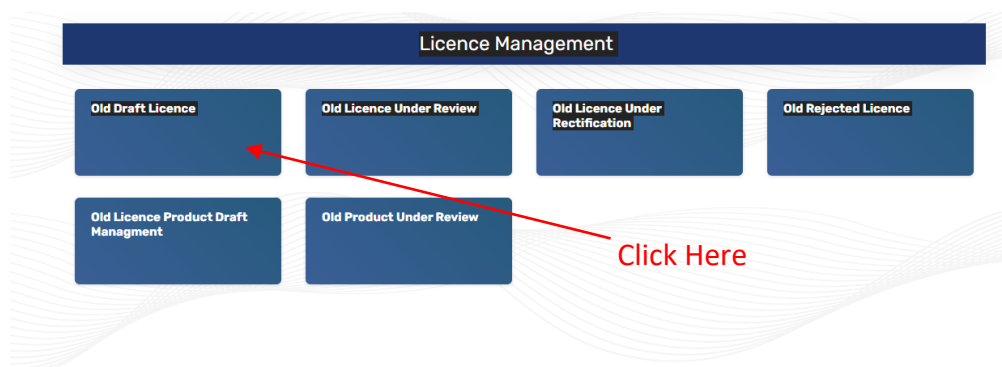 Licence Management
Old Draft Licence
Old Licence Under Review
Old Licence Under
Rectification
Old Rejected Licence
Old Licence Product Draft
Managment
Old Product Under Review
Click Here